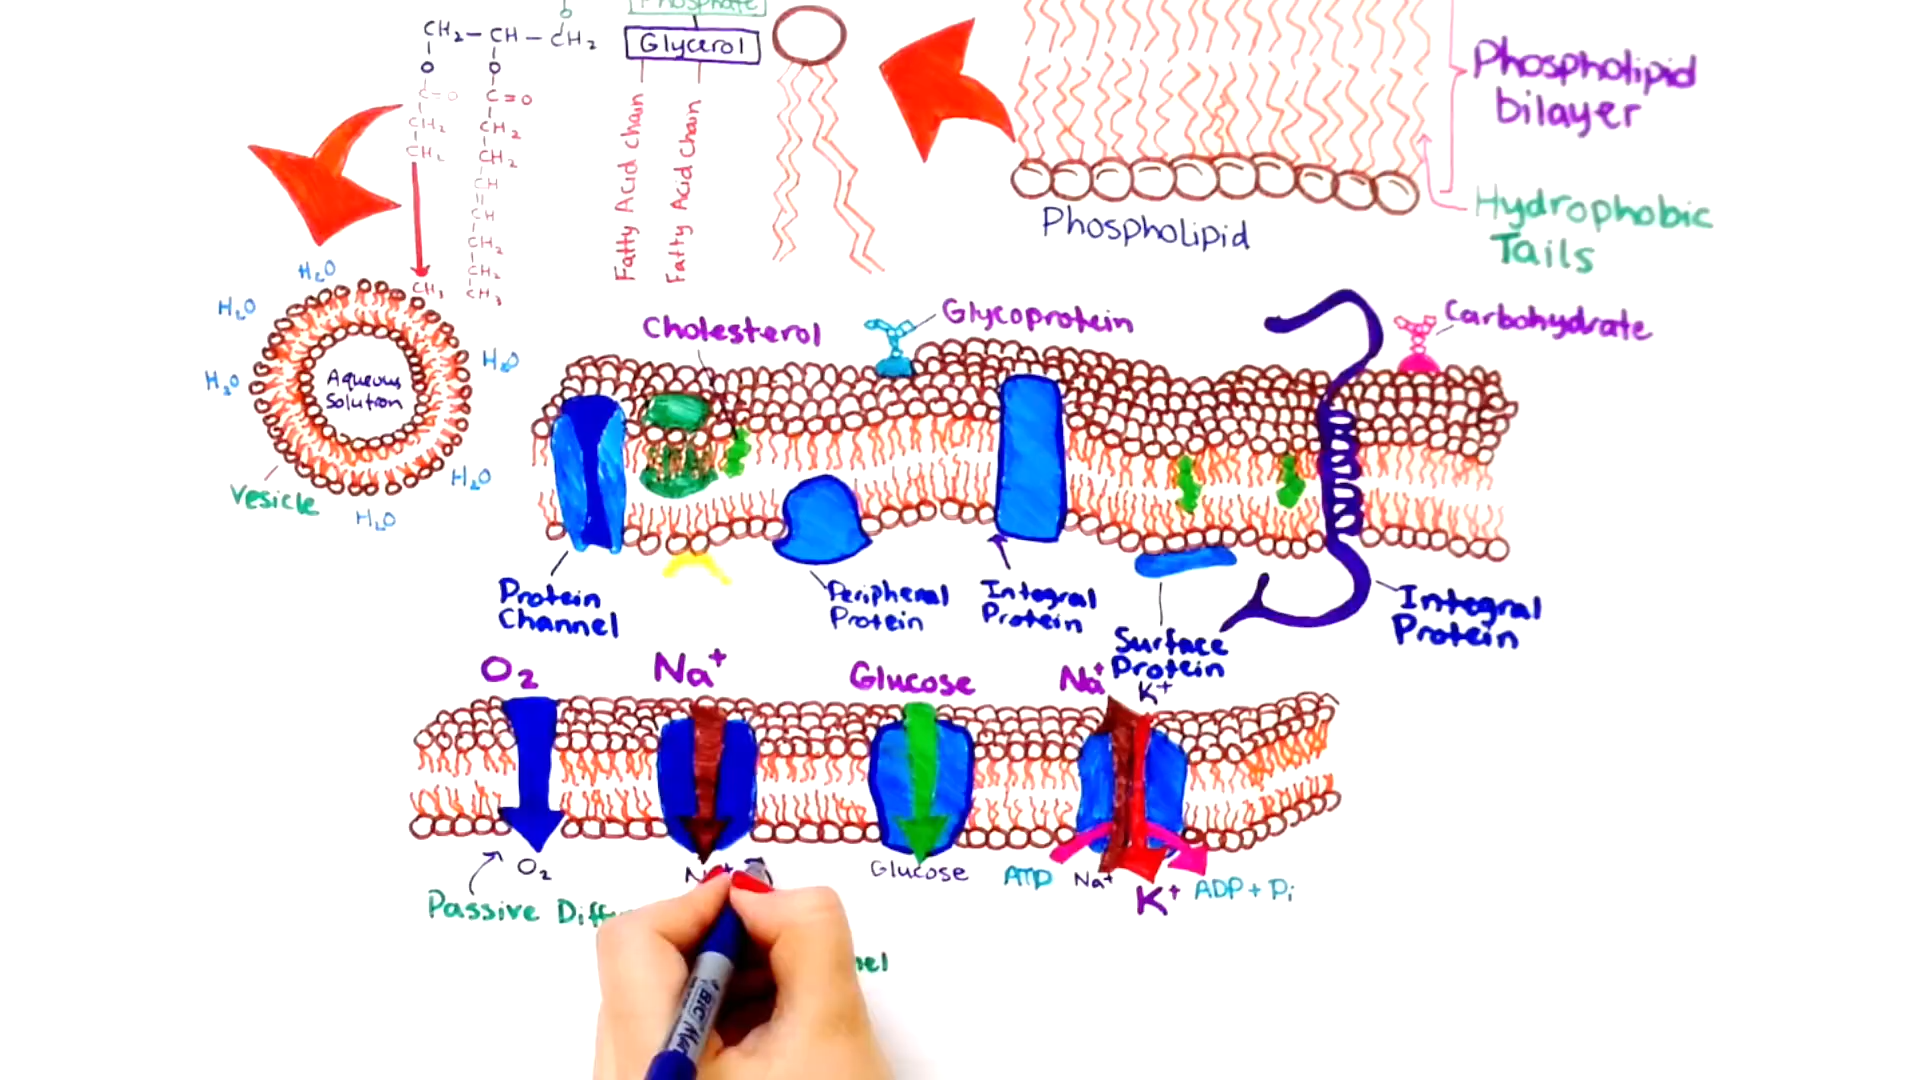 Phosphate
CH2 – CH – CH2
Glycerol
O
O
O
C=O
C=O
CH2
CH2
CH3
CH2
CH2
CH
CH
CH2
CH2
CH3
Fatty Acid chain
Fatty Acid chain
Phospholipid
bilayer
Hydrophobic
Tails
Phospholipid
H2O
H2O
H2O
H2O
H2O
H2O
Aqueous
Solution
Vesicle
Cholesterol
Glycoprotein
Carbohydrate
Protein
Channel
Peripheral
Protein
Integral
Protein
Surface
Protein
Integral
Protein
O2
Na+
Glucose
Na+
K+
O2
Glucose
ATP
Na+
K+
ADP + Pi
Passive
BIC